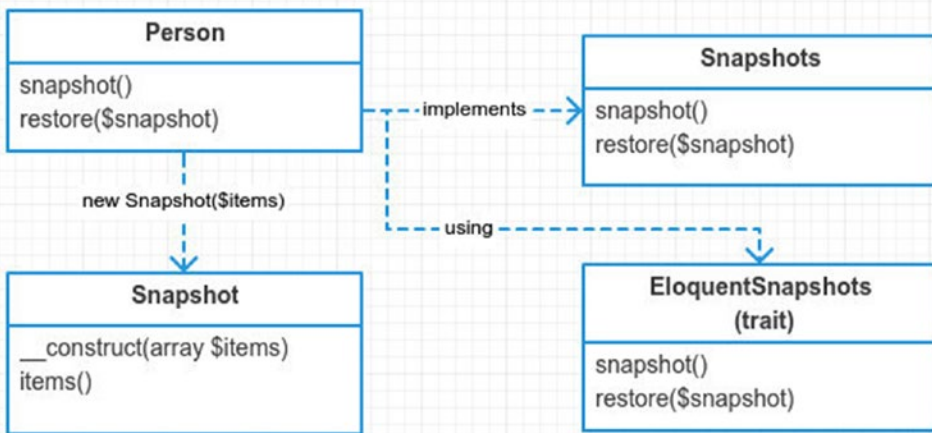 Person
snapshot()
restore($snapshot)
Snapshots
snapshot()
restore($snapshot)
implements
new Snapshot($items)
using
Snapshot
__construct(array $items)
items()
EloquentSnapshots
(trait)
snapshot()
restore($snapshot)